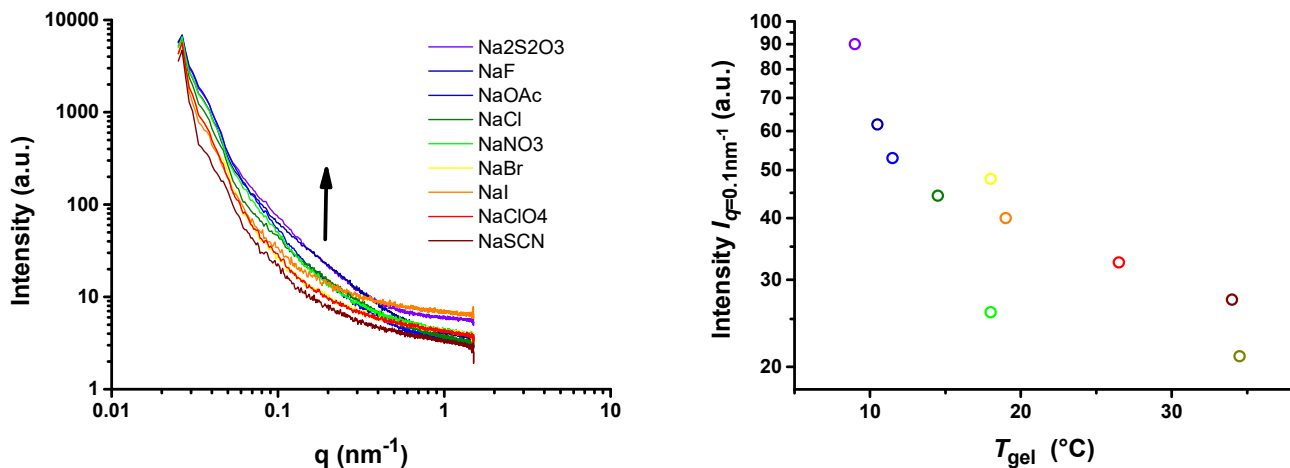 10000
1000
100
10
1
0.01
0.1
1
10
Intensity (a.u.)
q (nm-1)
Na2S2O3
NaF
NaOAc
NaCl
NaNO3
NaBr
NaI
NaClO4
NaSCN
100
90
80
70
60
50
40
30
20
10
20
30
Intensity Iq=0.1nm-1 (a.u.)
Tgel (°C)